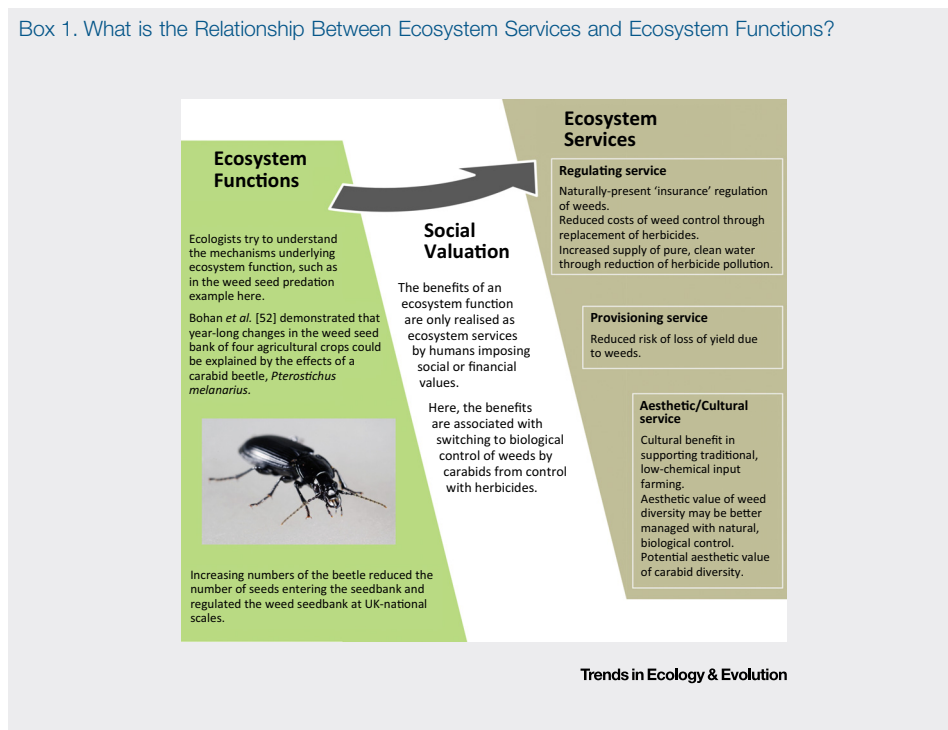 Box 1. What is the Relationship Between Ecosystem Services and Ecosystem Functions?
Ecosystem
Functions
Ecologists try to understand
the mechanisms underlying
ecosystem function, such as
in the weed seed predation
example here.
Bohan et al. [52] demonstrated that
year-long changes in the weed seed
bank of four agricultural crops could
be explained by the effects of a
carabid beetle, Pterostichus
melanarius.
Increasing numbers of the beetle reduced the
number of seeds entering the seedbank and
regulated the weed seedbank at UK-national
scales.
Social
Valuation
The benefits of an
ecosystem function
are only realised as
ecosystem services
by humans imposing
social or financial
values.
Here, the benefits
are associated with
switching to biological
control of weeds by
carabids from control
with herbicides.
Ecosystem
Services
Regulating service
Naturally-present ‘insurance’ regulation
of weeds.
Reduced costs of weed control through
replacement of herbicides.
Increased supply of pure, clean water
through reduction of herbicide pollution.
Provisioning service
Reduced risk of loss of yield due
to weeds.
Aesthetic/Cultural
service
Cultural benefit in
supporting traditional,
low-chemical input
farming.
Aesthetic value of weed
diversity may be better
managed with natural,
biological control.
Potential aesthetic value
of carabid diversity.
Trends in Ecology & Evolution